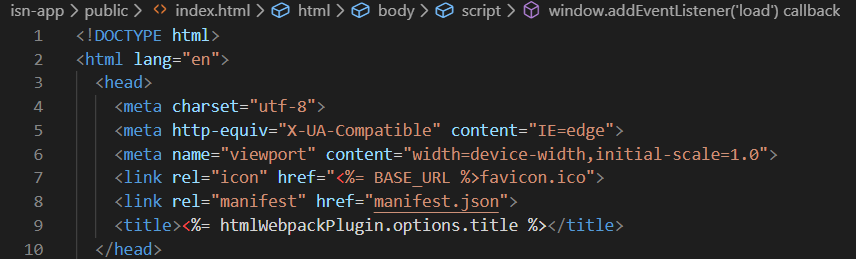 isn-app > public > index.html > html > body > script > window.addEventListener('load') callback
1 <!DOCTYPE html>
2 <html lang="en">
3 <head>
4 <meta charset="utf-8">
5 <meta http-equiv="X-UA-Compatible" content="IE=edge">
6 <meta name="viewport" content="width=device-width,initial-scale=1.0">
7 <link rel="icon" href="<%= BASE_URL %>favicon.ico">
8 <link rel="manifest" href="manifest.json">
9 <title><%= htmlWebpackPlugin.options.title %></title>
10 </head>